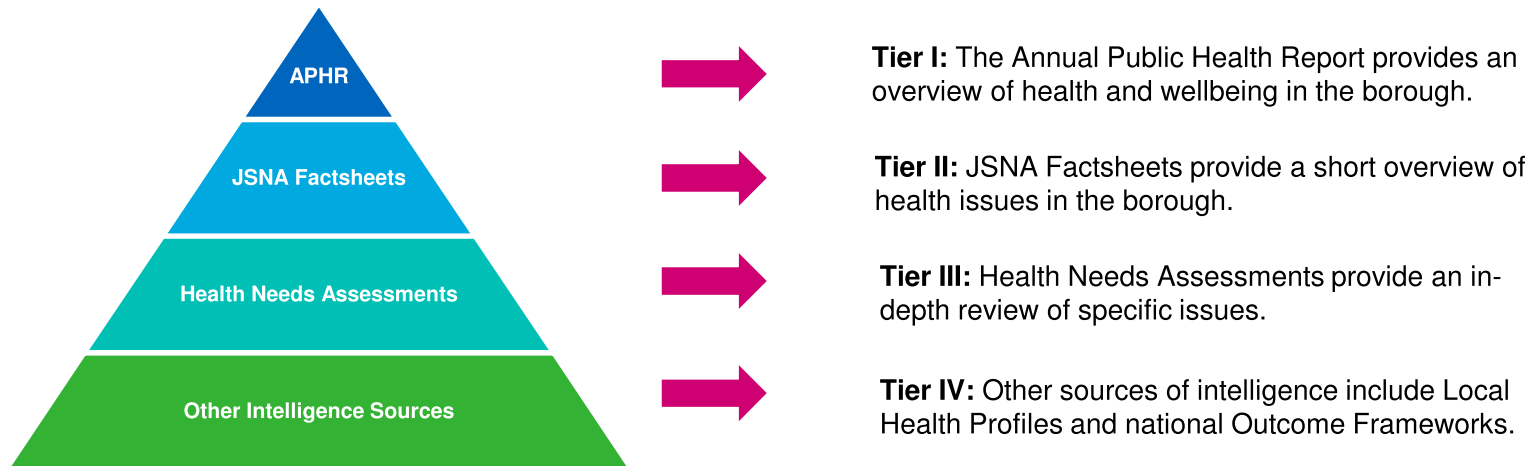 APHR
Tier I: The Annual Public Health Report provides an
overview of health and wellbeing in the borough.
JSNA Factsheets
Tier II: JSNA Factsheets provide a short overview of
health issues in the borough.
Health Needs Assessments
Tier III: Health Needs Assessments provide an in-
depth review of specific issues.
Other Intelligence Sources
Tier IV: Other sources of intelligence include Local
Health Profiles and national Outcome Frameworks.